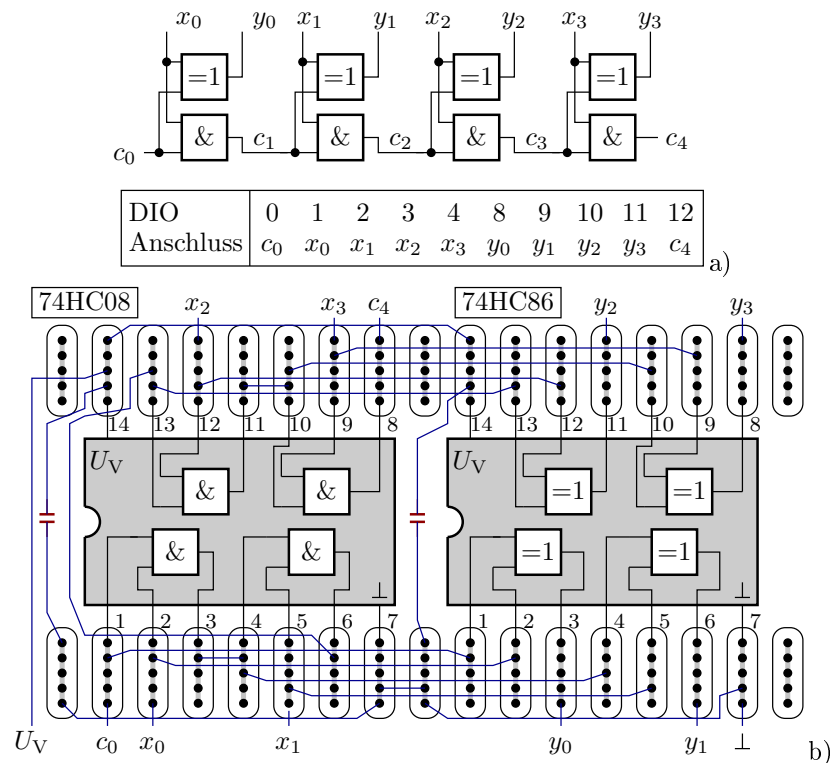 x₀ y₀ x₁ y₁ x₂ y₂ x₃ y₃
=1 =1 =1 =1
& & & &
c₀ c₁ c₂ c₃ c₄
DIO 0 1 2 3 4 8 9 10 11 12
Anschluss c₀ x₀ x₁ x₂ x₃ y₀ y₁ y₂ y₃ c₄
a)
74HC08 x₂ x₃ c₄ 74HC86 y₂ y₃
14 13 12 11 10 9 8 14 13 12 11 10 9 8
U_V U_V
& & =1 =1
& & =1 =1
⊥ ⊥
1 2 3 4 5 6 7 1 2 3 4 5 6 7
U_V c₀ x₀ x₁ y₀ y₁ ⊥
b)